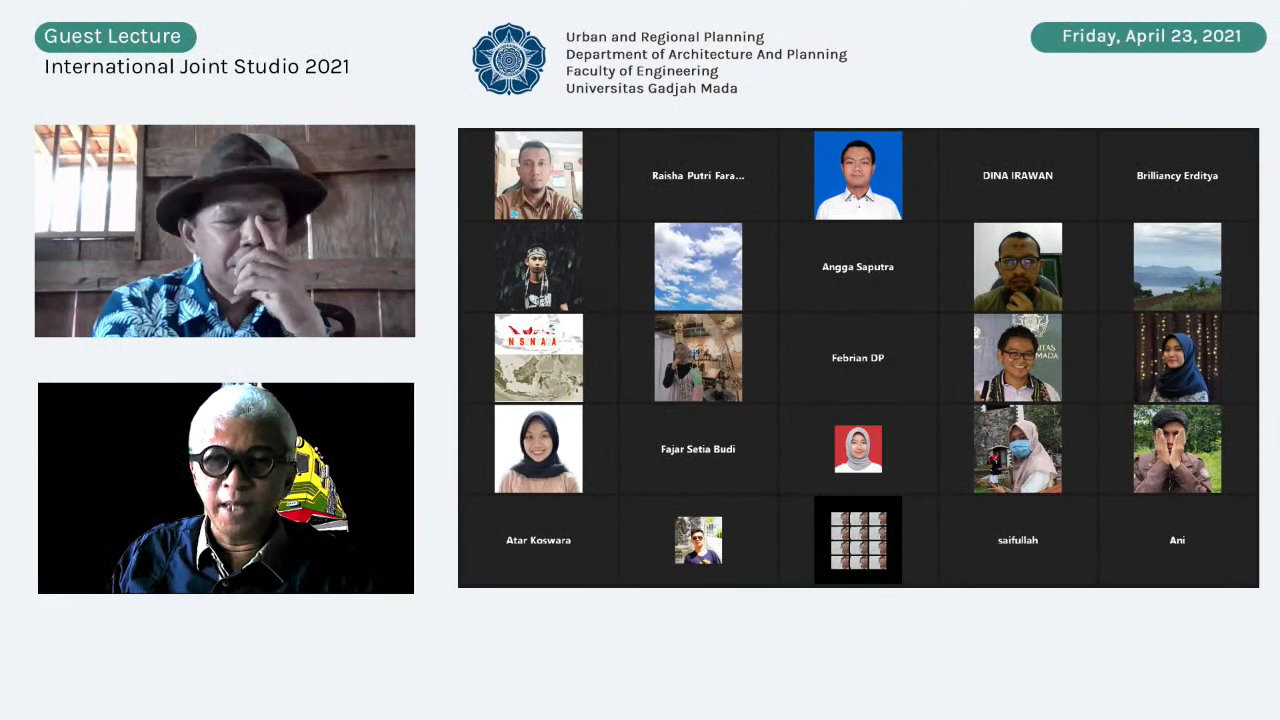 Guest Lecture
International Joint Studio 2021
Urban and Regional Planning
Department of Architecture And Planning
Faculty of Engineering
Universitas Gadjah Mada
Friday, April 23, 2021
Raisha Putri Fara...
DINA IRAWAN
Brilliancy Erditya
Angga Saputra
Febrian DP
Fajar Setia Budi
Atar Koswara
saifullah
Ani